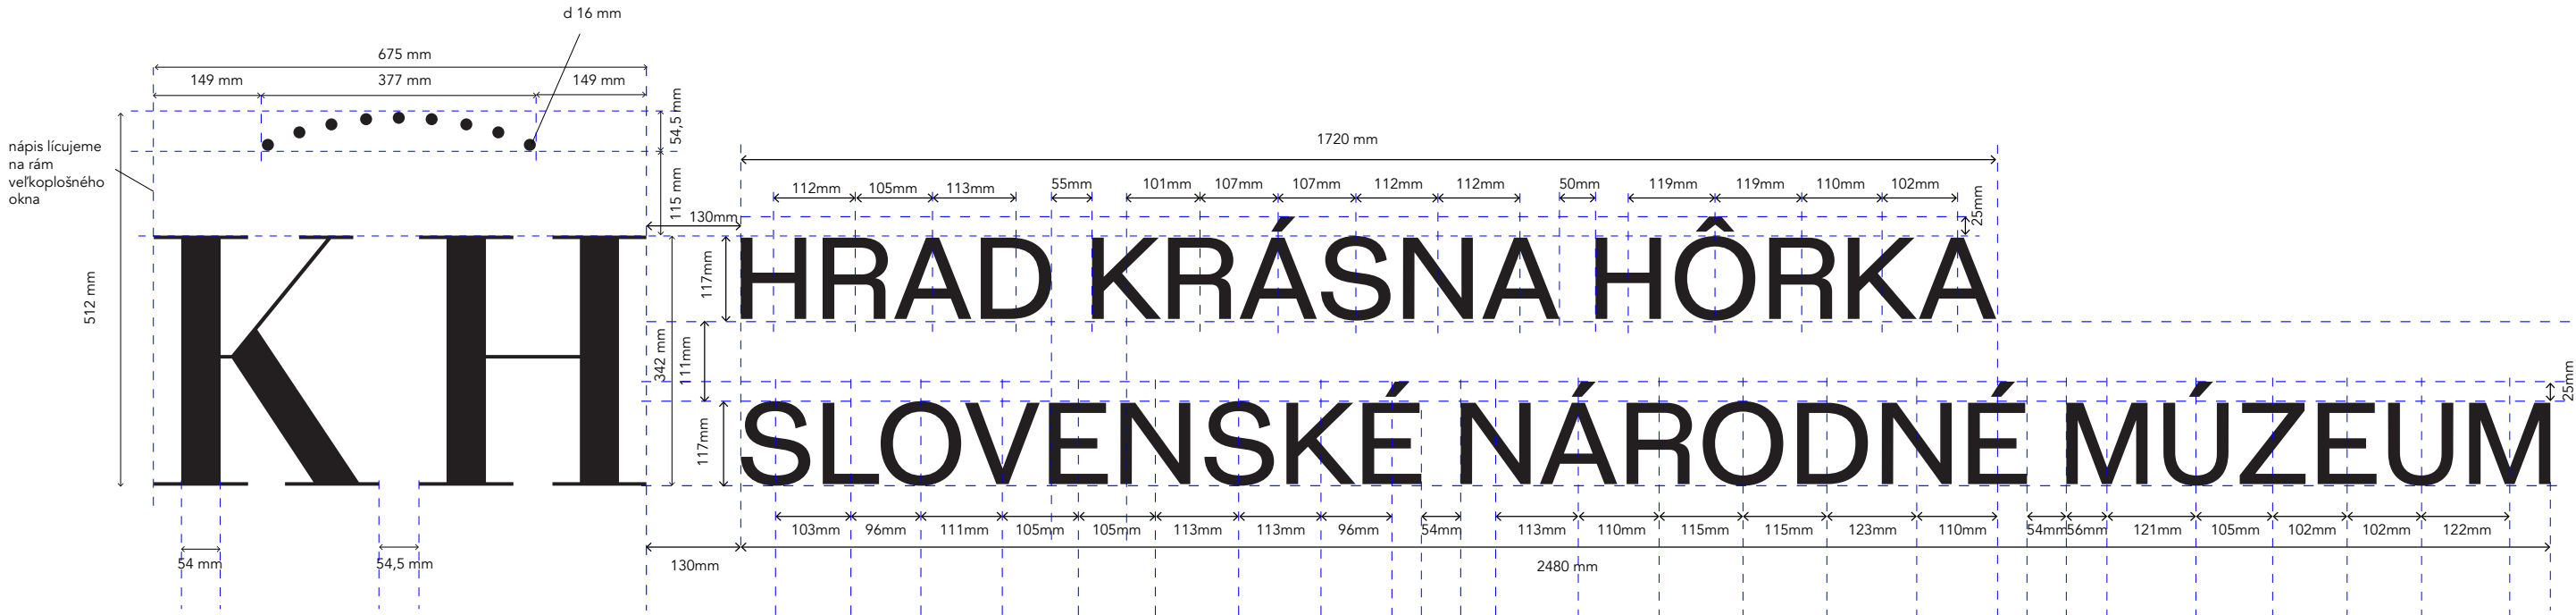 d 16 mm
675 mm
149 mm 377 mm 149 mm
54,5 mm
nápis lícujeme
na rám
veľkoplošného
okna
115 mm
512 mm
1720 mm
112mm 105mm 113mm 55mm 101mm 107mm 107mm 112mm 112mm 50mm 119mm 119mm 110mm 102mm
130mm
25mm
117mm
KH
HRAD KRÁSNA HÔRKA
342 mm
111mm
25mm
117mm
SLOVENSKÉ NÁRODNÉ MÚZEUM
103mm 96mm 111mm 105mm 105mm 113mm 113mm 96mm 54mm 113mm 110mm 115mm 115mm 123mm 110mm 54mm 56mm 121mm 105mm 102mm 102mm 122mm
54 mm 54,5 mm 130mm 2480 mm